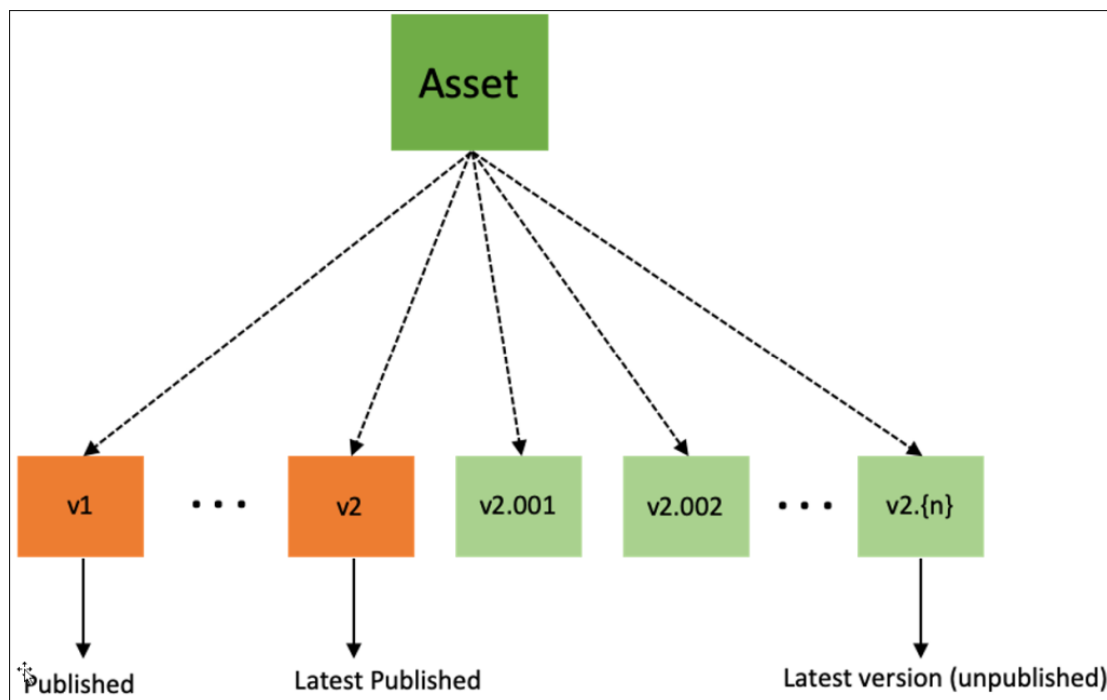 Asset
v1
...
v2
v2.001
v2.002
...
v2.{n}
Published
Latest Published
Latest version (unpublished)